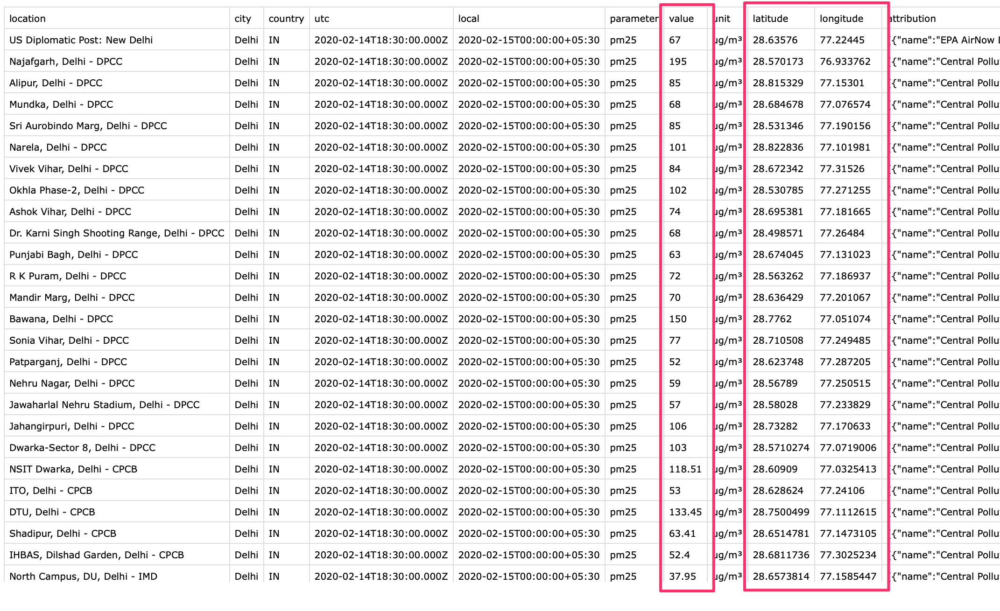 location city country utc local parameter value unit latitude longitude attribution
US Diplomatic Post: New Delhi Delhi IN 2020-02-14T18:30:00.000Z 2020-02-15T00:00:00+05:30 pm25 67 µg/m³ 28.63576 77.22445 [{"name":"EPA AirNow
Najafgarh, Delhi - DPCC Delhi IN 2020-02-14T18:30:00.000Z 2020-02-15T00:00:00+05:30 pm25 195 µg/m³ 28.570173 76.933762 [{"name":"Central Pollu
Alipur, Delhi - DPCC Delhi IN 2020-02-14T18:30:00.000Z 2020-02-15T00:00:00+05:30 pm25 85 µg/m³ 28.815329 77.15301 [{"name":"Central Pollu
Mundka, Delhi - DPCC Delhi IN 2020-02-14T18:30:00.000Z 2020-02-15T00:00:00+05:30 pm25 68 µg/m³ 28.684678 77.076574 [{"name":"Central Pollu
Sri Aurobindo Marg, Delhi - DPCC Delhi IN 2020-02-14T18:30:00.000Z 2020-02-15T00:00:00+05:30 pm25 85 µg/m³ 28.531346 77.190156 [{"name":"Central Pollu
Narela, Delhi - DPCC Delhi IN 2020-02-14T18:30:00.000Z 2020-02-15T00:00:00+05:30 pm25 101 µg/m³ 28.822836 77.101981 [{"name":"Central Pollu
Vivek Vihar, Delhi - DPCC Delhi IN 2020-02-14T18:30:00.000Z 2020-02-15T00:00:00+05:30 pm25 84 µg/m³ 28.672342 77.31526 [{"name":"Central Pollu
Okhla Phase-2, Delhi - DPCC Delhi IN 2020-02-14T18:30:00.000Z 2020-02-15T00:00:00+05:30 pm25 102 µg/m³ 28.530785 77.271255 [{"name":"Central Pollu
Ashok Vihar, Delhi - DPCC Delhi IN 2020-02-14T18:30:00.000Z 2020-02-15T00:00:00+05:30 pm25 74 µg/m³ 28.695381 77.181665 [{"name":"Central Pollu
Dr. Karni Singh Shooting Range, Delhi - DPCC Delhi IN 2020-02-14T18:30:00.000Z 2020-02-15T00:00:00+05:30 pm25 68 µg/m³ 28.498571 77.26484 [{"name":"Central Pollu
Punjabi Bagh, Delhi - DPCC Delhi IN 2020-02-14T18:30:00.000Z 2020-02-15T00:00:00+05:30 pm25 63 µg/m³ 28.674045 77.131023 [{"name":"Central Pollu
R K Puram, Delhi - DPCC Delhi IN 2020-02-14T18:30:00.000Z 2020-02-15T00:00:00+05:30 pm25 72 µg/m³ 28.563262 77.186937 [{"name":"Central Pollu
Mandir Marg, Delhi - DPCC Delhi IN 2020-02-14T18:30:00.000Z 2020-02-15T00:00:00+05:30 pm25 70 µg/m³ 28.636429 77.201067 [{"name":"Central Pollu
Bawana, Delhi - DPCC Delhi IN 2020-02-14T18:30:00.000Z 2020-02-15T00:00:00+05:30 pm25 150 µg/m³ 28.7762 77.051074 [{"name":"Central Pollu
Sonia Vihar, Delhi - DPCC Delhi IN 2020-02-14T18:30:00.000Z 2020-02-15T00:00:00+05:30 pm25 77 µg/m³ 28.710508 77.249485 [{"name":"Central Pollu
Patparganj, Delhi - DPCC Delhi IN 2020-02-14T18:30:00.000Z 2020-02-15T00:00:00+05:30 pm25 52 µg/m³ 28.623748 77.287205 [{"name":"Central Pollu
Nehru Nagar, Delhi - DPCC Delhi IN 2020-02-14T18:30:00.000Z 2020-02-15T00:00:00+05:30 pm25 59 µg/m³ 28.56789 77.250515 [{"name":"Central Pollu
Jawaharlal Nehru Stadium, Delhi - DPCC Delhi IN 2020-02-14T18:30:00.000Z 2020-02-15T00:00:00+05:30 pm25 57 µg/m³ 28.58028 77.233829 [{"name":"Central Pollu
Jahangirpuri, Delhi - DPCC Delhi IN 2020-02-14T18:30:00.000Z 2020-02-15T00:00:00+05:30 pm25 106 µg/m³ 28.73282 77.170633 [{"name":"Central Pollu
Dwarka-Sector 8, Delhi - DPCC Delhi IN 2020-02-14T18:30:00.000Z 2020-02-15T00:00:00+05:30 pm25 103 µg/m³ 28.5710274 77.0719006 [{"name":"Central Pollu
NSIT Dwarka, Delhi - CPCB Delhi IN 2020-02-14T18:30:00.000Z 2020-02-15T00:00:00+05:30 pm25 118.51 µg/m³ 28.60909 77.0325413 [{"name":"Central Pollu
ITO, Delhi - CPCB Delhi IN 2020-02-14T18:30:00.000Z 2020-02-15T00:00:00+05:30 pm25 53 µg/m³ 28.628624 77.24106 [{"name":"Central Pollu
DTU, Delhi - CPCB Delhi IN 2020-02-14T18:30:00.000Z 2020-02-15T00:00:00+05:30 pm25 133.45 µg/m³ 28.7500499 77.1112615 [{"name":"Central Pollu
Shadipur, Delhi - CPCB Delhi IN 2020-02-14T18:30:00.000Z 2020-02-15T00:00:00+05:30 pm25 63.41 µg/m³ 28.6514781 77.1473105 [{"name":"Central Pollu
IHBAS, Dilshad Garden, Delhi - CPCB Delhi IN 2020-02-14T18:30:00.000Z 2020-02-15T00:00:00+05:30 pm25 52.4 µg/m³ 28.6811736 77.3025234 [{"name":"Central Pollu
North Campus, DU, Delhi - IMD Delhi IN 2020-02-14T18:30:00.000Z 2020-02-15T00:00:00+05:30 pm25 37.95 µg/m³ 28.6573814 77.1585447 [{"name":"Central Pollu